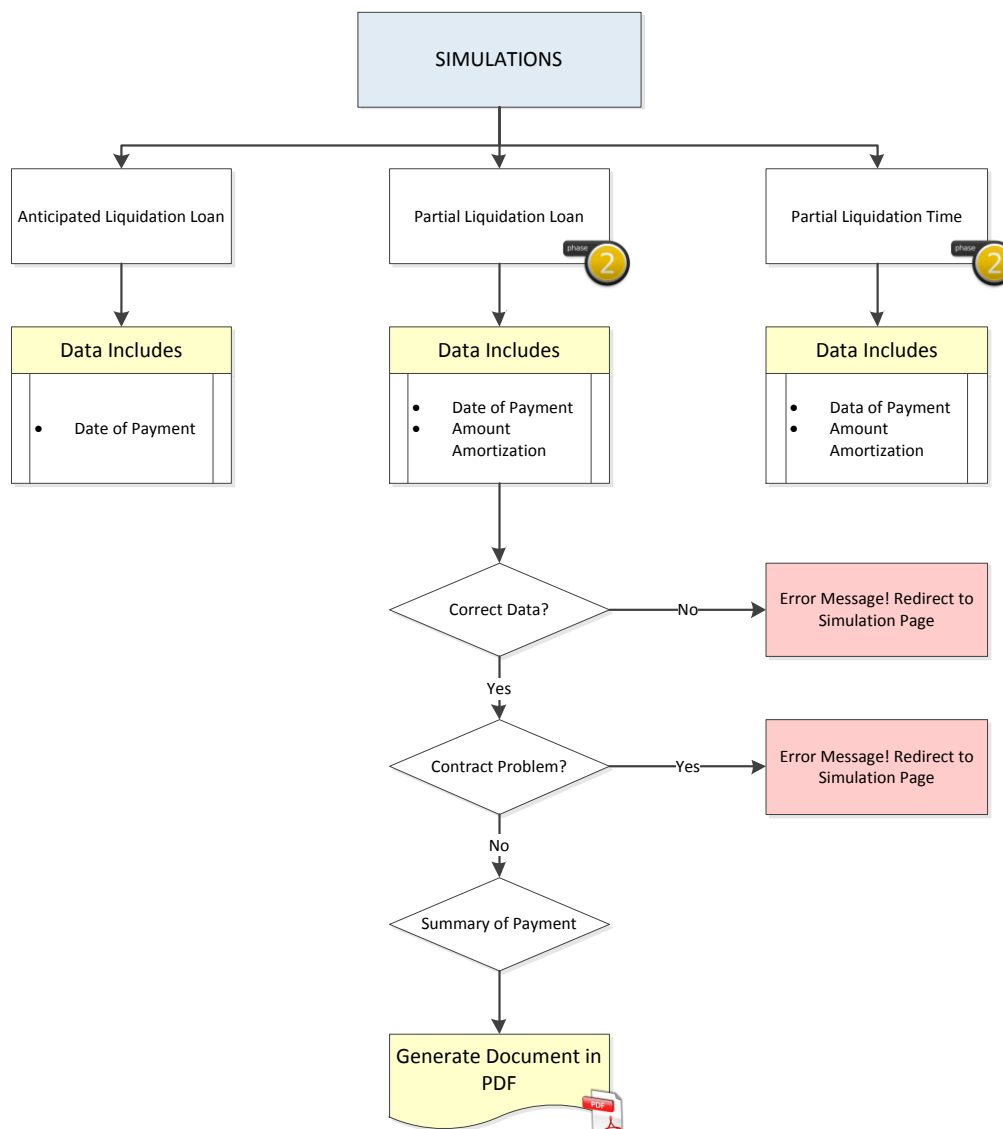 SIMULATIONS
Anticipated Liquidation Loan
Partial Liquidation Loan
phase
2
Partial Liquidation Time
phase
2
Data Includes
• Date of Payment
Data Includes
• Date of Payment
• Amount
Amortization
Data Includes
• Data of Payment
• Amount
Amortization
Correct Data?
No
Error Message! Redirect to
Simulation Page
Yes
Contract Problem?
Yes
Error Message! Redirect to
Simulation Page
No
Summary of Payment
Generate Document in
PDF
PDF